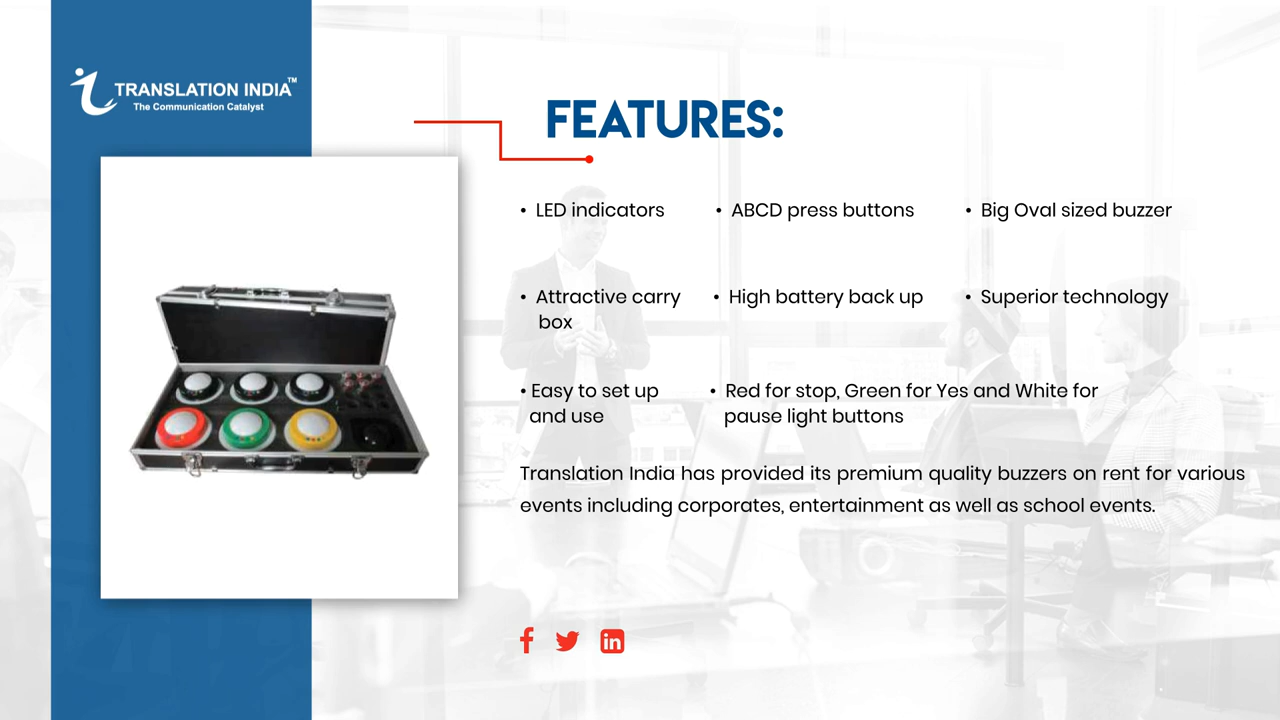 TRANSLATION INDIA™
The Communication Catalyst
FEATURES:
• LED indicators
• ABCD press buttons
• Big Oval sized buzzer
• Attractive carry
box
• High battery back up
• Superior technology
• Easy to set up
and use
• Red for stop, Green for Yes and White for
pause light buttons
Translation India has provided its premium quality buzzers on rent for various
events including corporates, entertainment as well as school events.